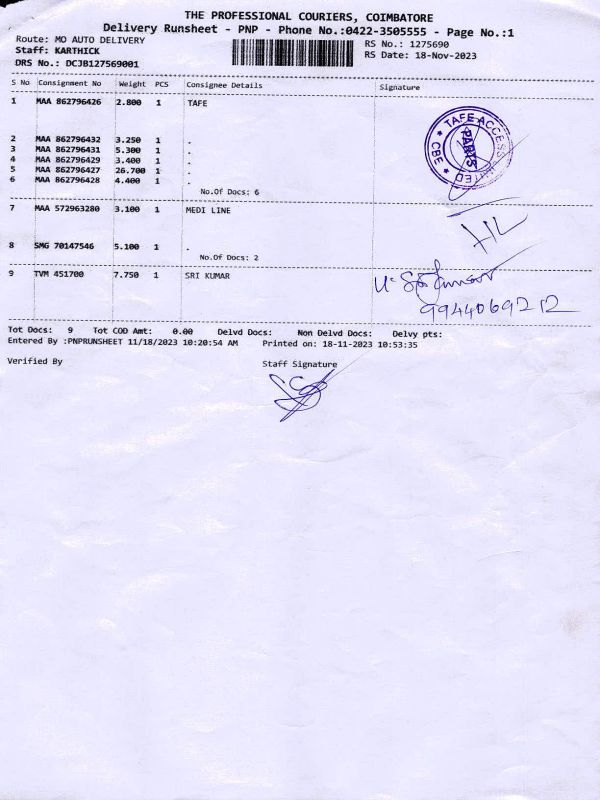 THE PROFESSIONAL COURIERS, COIMBATORE
Delivery Runsheet - PNP - Phone No.:0422-3505555 - Page No.:1
Route: MO AUTO DELIVERY
RS No.: 1275690
Staff: KARTHICK
RS Date: 18-Nov-2023
DRS No.: DCJB127569001
S No Consignment No Weight PCS Consignee Details Signature
1 MAA 862796426 2.800 1 TAFE
TAFE ACCESS LIMITED
PARTS
★ CBE ★
2 MAA 862796432 3.250 1 .
3 MAA 862796431 5.300 1 .
4 MAA 862796429 3.400 1 .
5 MAA 862796427 26.700 1 .
6 MAA 862796428 4.400 1 .
No.Of Docs: 6
7 MAA 572963280 3.100 1 MEDI LINE
8 SMG 70147546 5.100 1 .
No.Of Docs: 2
9 TVM 451700 7.750 1 SRI KUMAR
9944069212
Tot Docs: 9 Tot COD Amt: 0.00 Delvd Docs: Non Delvd Docs: Delvy pts:
Entered By :PNPRUNSHEET 11/18/2023 10:20:54 AM Printed on: 18-11-2023 10:53:35
Verified By Staff Signature